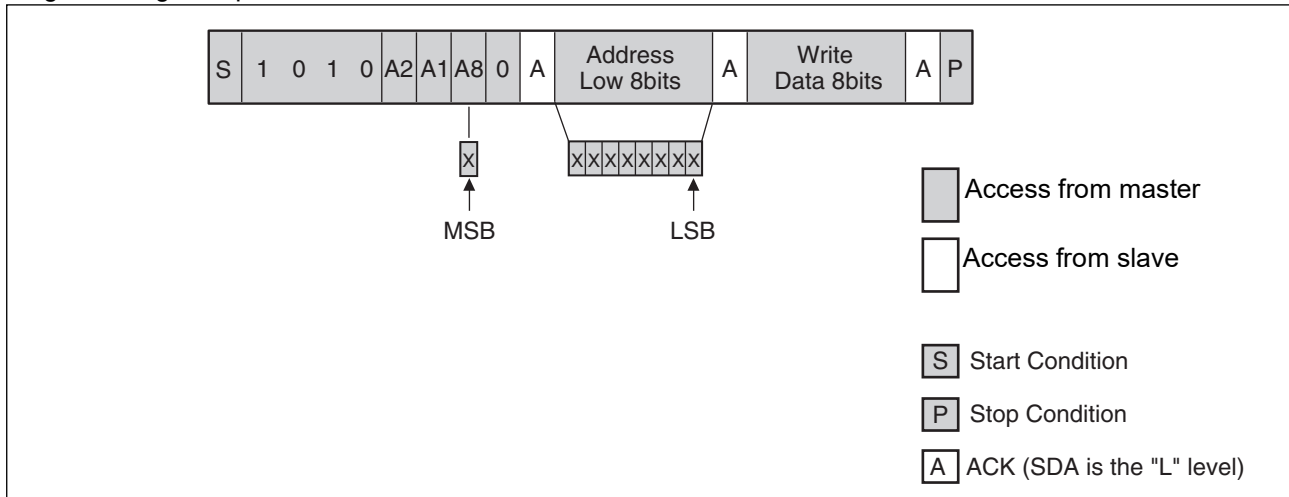 S 1 0 1 0 A2 A1 A8 0 A Address Low 8bits A Write Data 8bits A P
X XXXXXXXX
MSB LSB
Access from master
Access from slave
S Start Condition
P Stop Condition
A ACK (SDA is the "L" level)